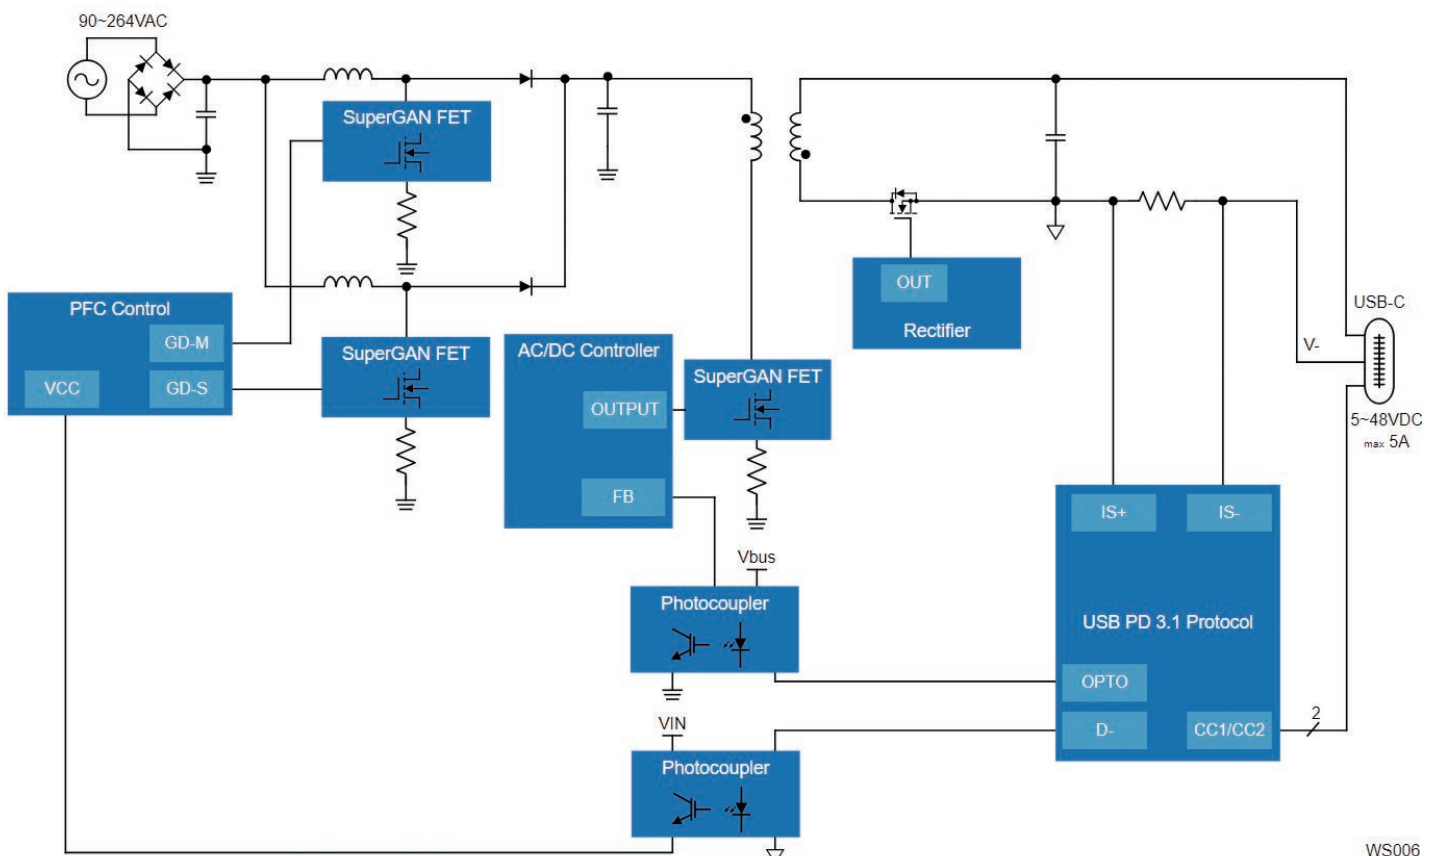 90~264VAC
SuperGAN FET
PFC Control
GD-M
GD-S
VCC
SuperGAN FET
AC/DC Controller
OUTPUT
FB
SuperGAN FET
OUT
Rectifier
USB-C
V-
5~48VDC
max 5A
IS+
IS-
USB PD 3.1 Protocol
OPTO
D-
CC1/CC2
2
Vbus
Photocoupler
VIN
Photocoupler
WS006